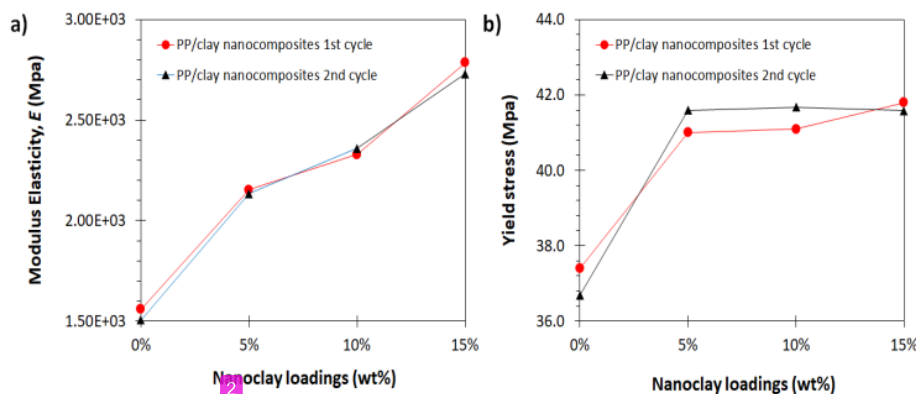 a)
3.00E+03
2.50E+03
2.00E+03
1.50E+03
Modulus Elasticity, E (Mpa)
PP/clay nanocomposites 1st cycle
PP/clay nanocomposites 2nd cycle
0% 5% 10% 15%
Nanoclay loadings (wt%)
2
b)
42.0
40.0
38.0
36.0
44.0
Yield stress (Mpa)
PP/clay nanocomposites 1st cycle
PP/clay nanocomposites 2nd cycle
0% 5% 10% 15%
Nanoclay loadings (wt%)